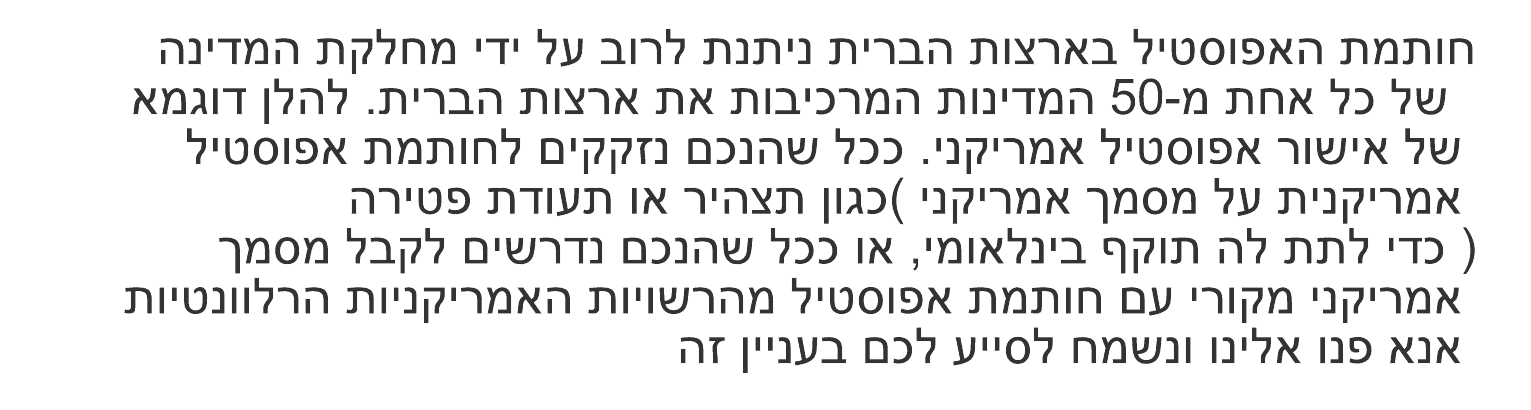 חותמת האפוסטיל בארצות הברית ניתנת לרוב על ידי מחלקת המדינה
של כל אחת מ-50 המדינות המרכיבות את ארצות הברית. להלן דוגמא
של אישור אפוסטיל אמריקני. ככל שהנכם נזקקים לחותמת אפוסטיל
אמריקנית על מסמך אמריקני (כגון תצהיר או תעודת פטירה
) כדי לתת לה תוקף בינלאומי, או ככל שהנכם נדרשים לקבל מסמך
אמריקני מקורי עם חותמת אפוסטיל מהרשויות האמריקניות הרלוונטיות
אנא פנו אלינו ונשמח לסייע לכם בעניין זה